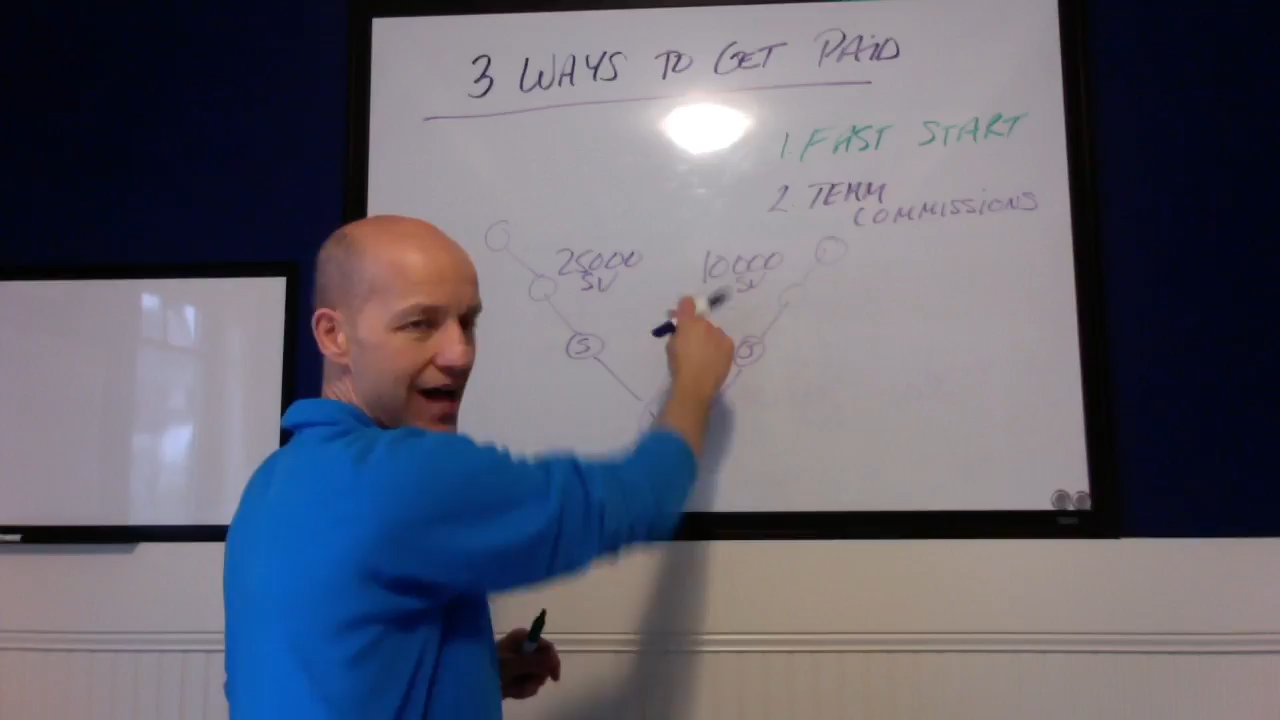 3 WAYS TO GET PAID
1. FAST START
2. TEAM
COMMISSIONS
25000
SV
10000
SV
S
S